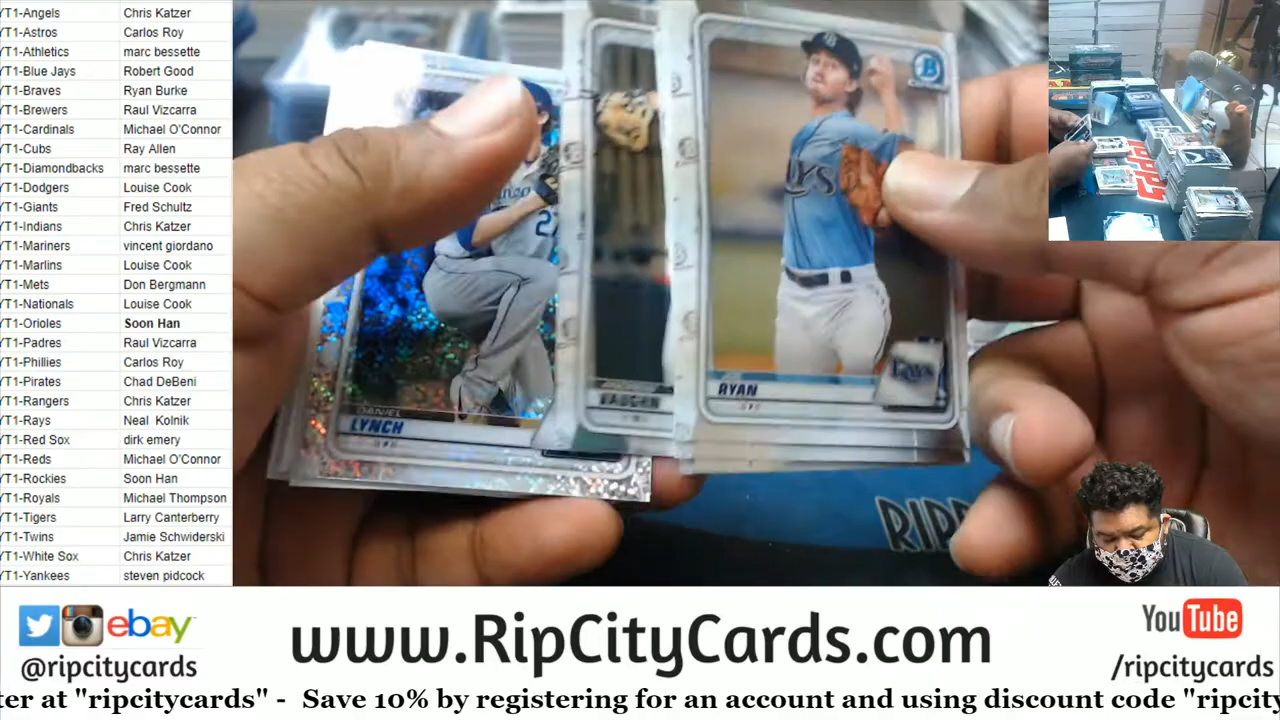 YT1-Angels Chris Katzer
YT1-Astros Carlos Roy
YT1-Athletics marc bessette
YT1-Blue Jays Robert Good
YT1-Braves Ryan Burke
YT1-Brewers Raul Vizcarra
YT1-Cardinals Michael O'Connor
YT1-Cubs Ray Allen
YT1-Diamondbacks marc bessette
YT1-Dodgers Louise Cook
YT1-Giants Fred Schultz
YT1-Indians Chris Katzer
YT1-Mariners vincent giordano
YT1-Marlins Louise Cook
YT1-Mets Don Bergmann
YT1-Nationals Louise Cook
YT1-Orioles Soon Han
YT1-Padres Raul Vizcarra
YT1-Phillies Carlos Roy
YT1-Pirates Chad DeBeni
YT1-Rangers Chris Katzer
YT1-Rays Neal Kolnik
YT1-Red Sox dirk emery
YT1-Reds Michael O'Connor
YT1-Rockies Soon Han
YT1-Royals Michael Thompson
YT1-Tigers Larry Canterberry
YT1-Twins Jamie Schwiderski
YT1-White Sox Chris Katzer
YT1-Yankees steven pidcock
B
Rays
RYAN
Rays
VAUGHN
DANIEL
LYNCH
RIP
TOPPS
ebay
@ripcitycards
www.RipCityCards.com
YouTube
/ripcitycards
ter at "ripcitycards" - Save 10% by registering for an account and using discount code "ripcity